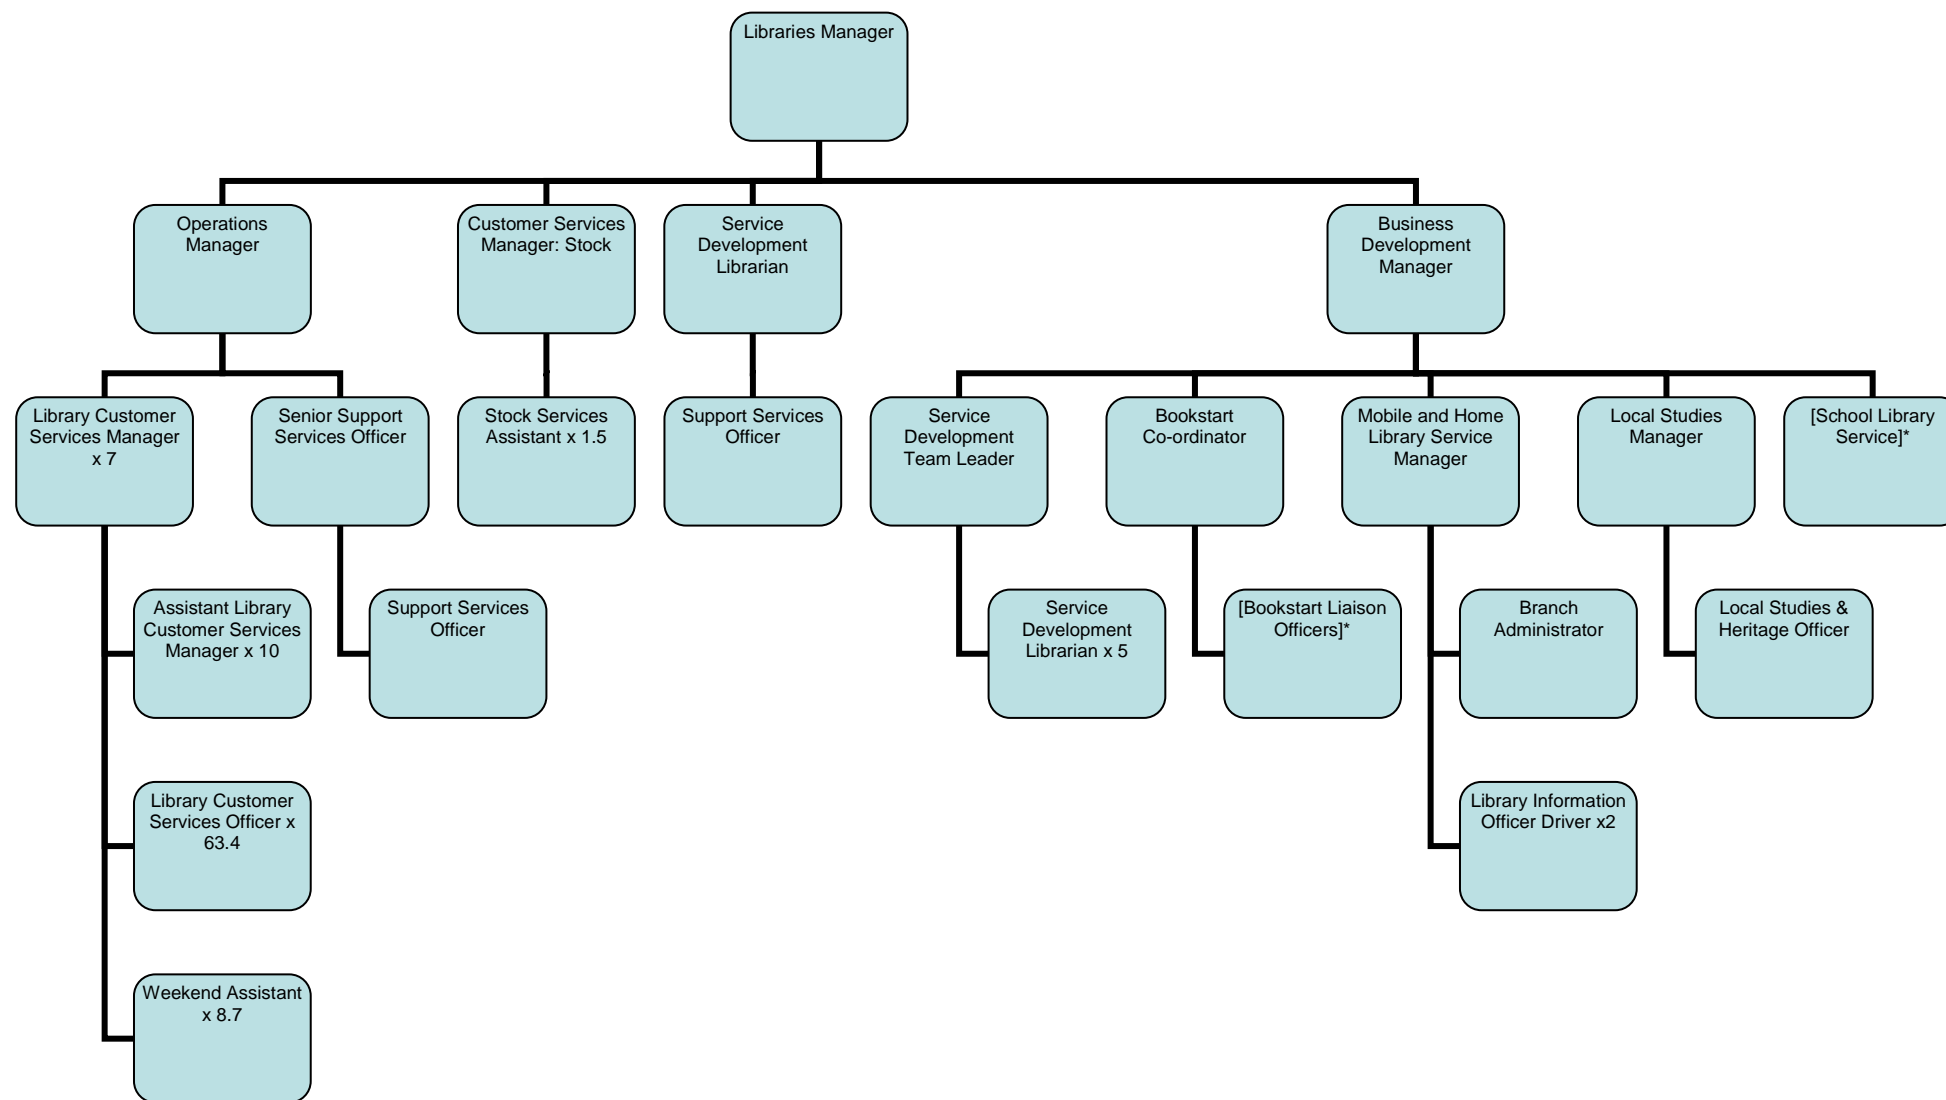 Libraries Manager
Operations
Manager
Customer Services
Manager: Stock
Service
Development
Librarian
Business
Development
Manager
Library Customer
Services Manager
x 7
Senior Support
Services Officer
Stock Services
Assistant x 1.5
Support Services
Officer
Service
Development
Team Leader
Bookstart
Co-ordinator
Mobile and Home
Library Service
Manager
Local Studies
Manager
[School Library
Service]*
Assistant Library
Customer Services
Manager x 10
Support Services
Officer
Service
Development
Librarian x 5
[Bookstart Liaison
Officers]*
Branch
Administrator
Local Studies &
Heritage Officer
Library Customer
Services Officer x
63.4
Library Information
Officer Driver x2
Weekend Assistant
x 8.7